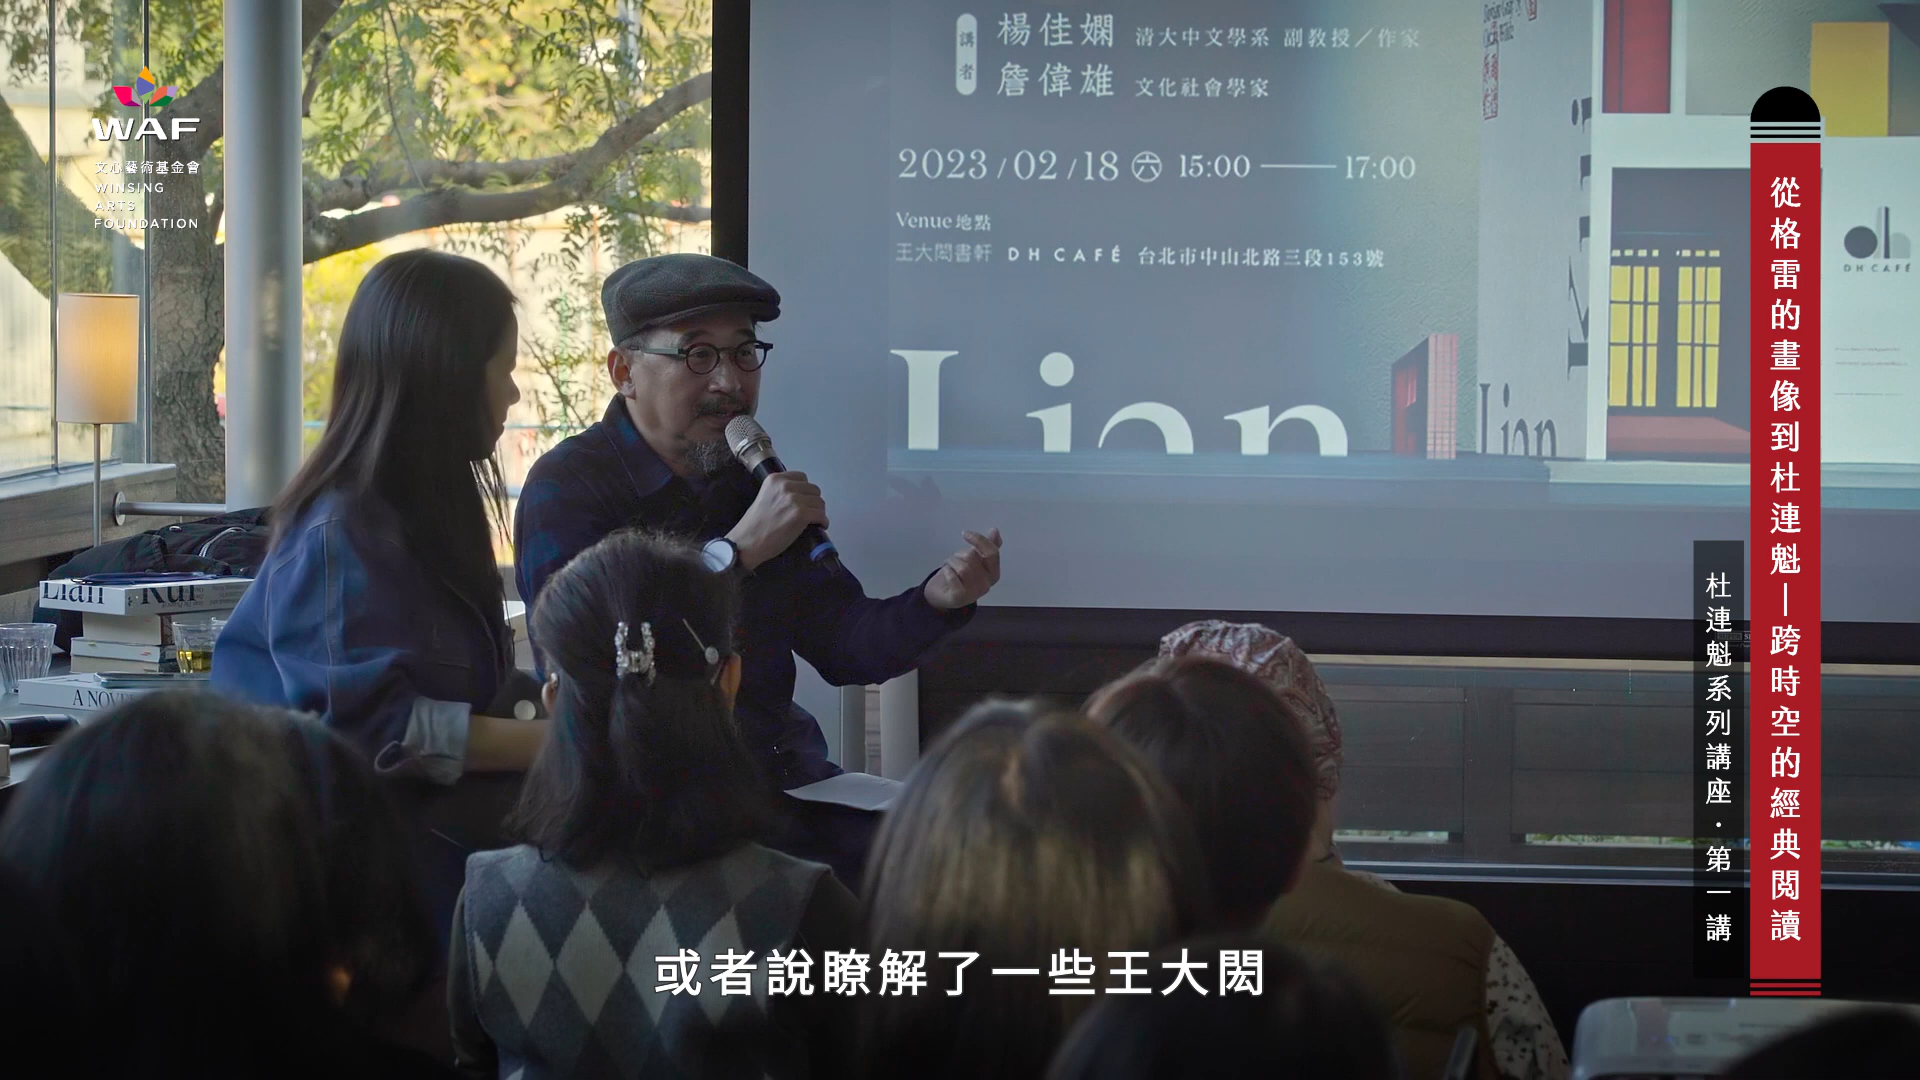 WAF
文心藝術基金會
WINSING
ARTS
FOUNDATION
講者
楊佳嫻 清大中文學系 副教授／作家
詹偉雄 文化社會學家
2023/02/18 ㊅ 15:00 —— 17:00
Venue 地點
王大閎書軒 DH CAFÉ 台北市中山北路三段153號
Lian
Lian
dh
DH CAFÉ
從格雷的畫像到杜連魁—跨時空的經典閱讀
杜連魁系列講座·第一講
Lian Kui
A NOVEL
或者說瞭解了一些王大閎